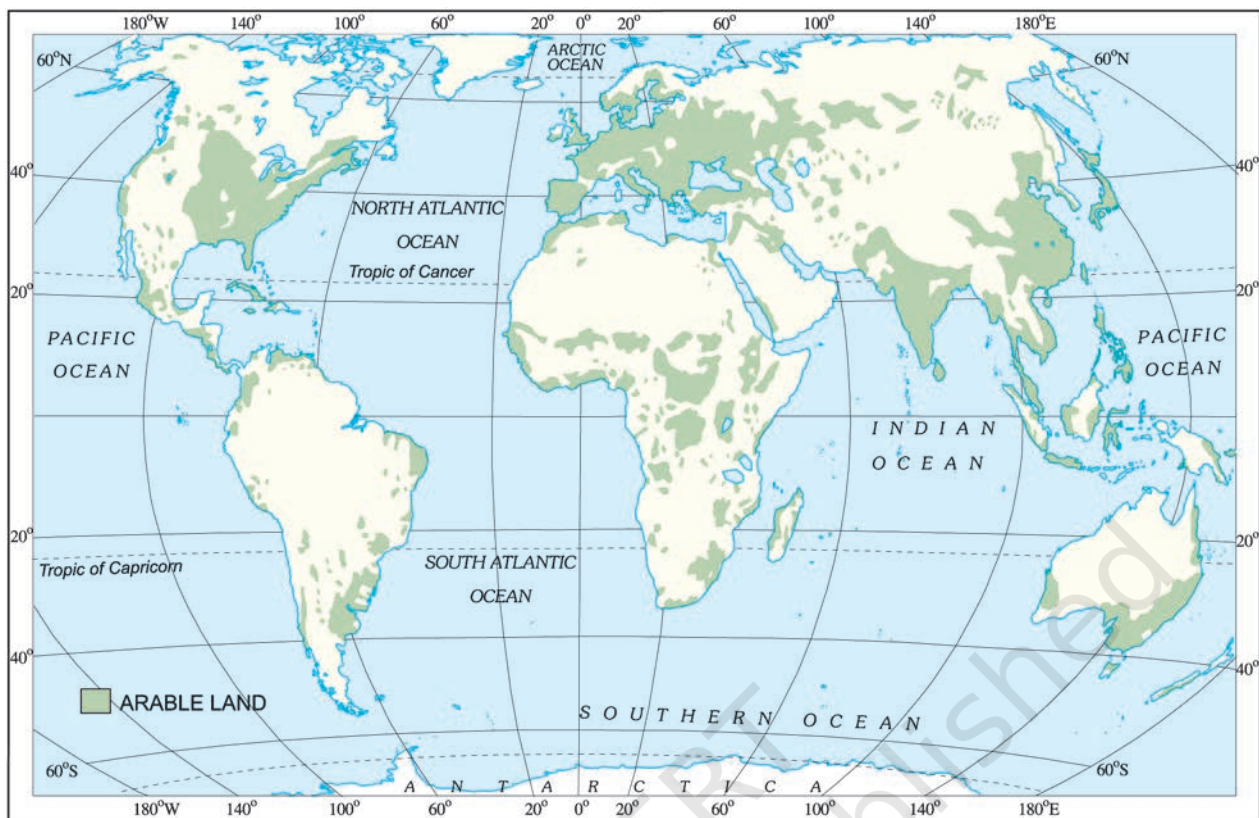 180°W 140° 100° 60° 20° 0° 20° 60° 100° 140° 180°E
60°N
ARCTIC
OCEAN
60°N
40°
40°
NORTH ATLANTIC
OCEAN
Tropic of Cancer
20°
20°
PACIFIC
OCEAN
PACIFIC
OCEAN
INDIAN
OCEAN
20°
20°
Tropic of Capricorn
SOUTH ATLANTIC
OCEAN
40°
40°
ARABLE LAND
SOUTHERN OCEAN
60°S
60°S
ANTARCTICA
180°W 140° 100° 60° 20° 0° 20° 60° 100° 140° 180°E